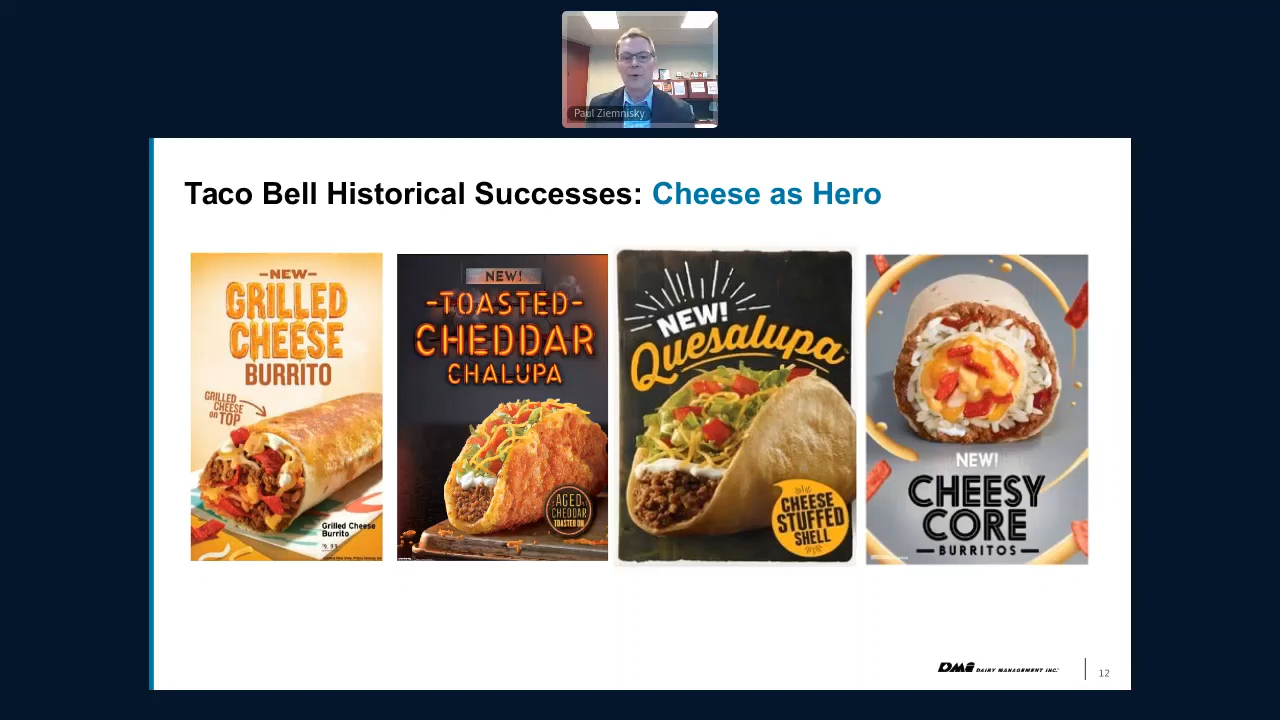 Paul Ziemnisky
Taco Bell Historical Successes: Cheese as Hero
NEW
GRILLED
CHEESE
BURRITO
GRILLED
CHEESE
on TOP
Grilled Cheese
Burrito
NEW!
TOASTED
CHEDDAR
CHALUPA
AGED
CHEDDAR
TOASTED ON
NEW!
Quesalupa
CHEESE
STUFFED
SHELL
NEW!
CHEESY
CORE
BURRITOS
DMI DAIRY MANAGEMENT INC.
12